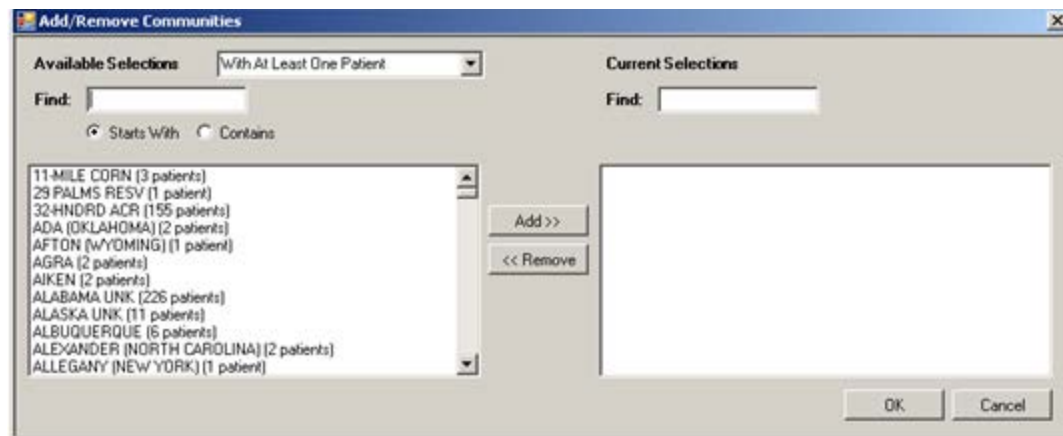 Add/Remove Communities
Available Selections With At Least One Patient Current Selections
Find: Find:
Starts With Contains
11-MILE CORN (3 patients)
29 PALMS RESV (1 patient)
32-HNDRD ACR (155 patients)
ADA (OKLAHOMA) (2 patients)
AFTON (WYOMING) (1 patient)
AGRA (2 patients)
AIKEN (2 patients)
ALABAMA UNK (226 patients)
ALASKA UNK (11 patients)
ALBUQUERQUE (6 patients)
ALEXANDER (NORTH CAROLINA) (2 patients)
ALLEGANY (NEW YORK) (1 patient)
Add >>
<< Remove
OK Cancel